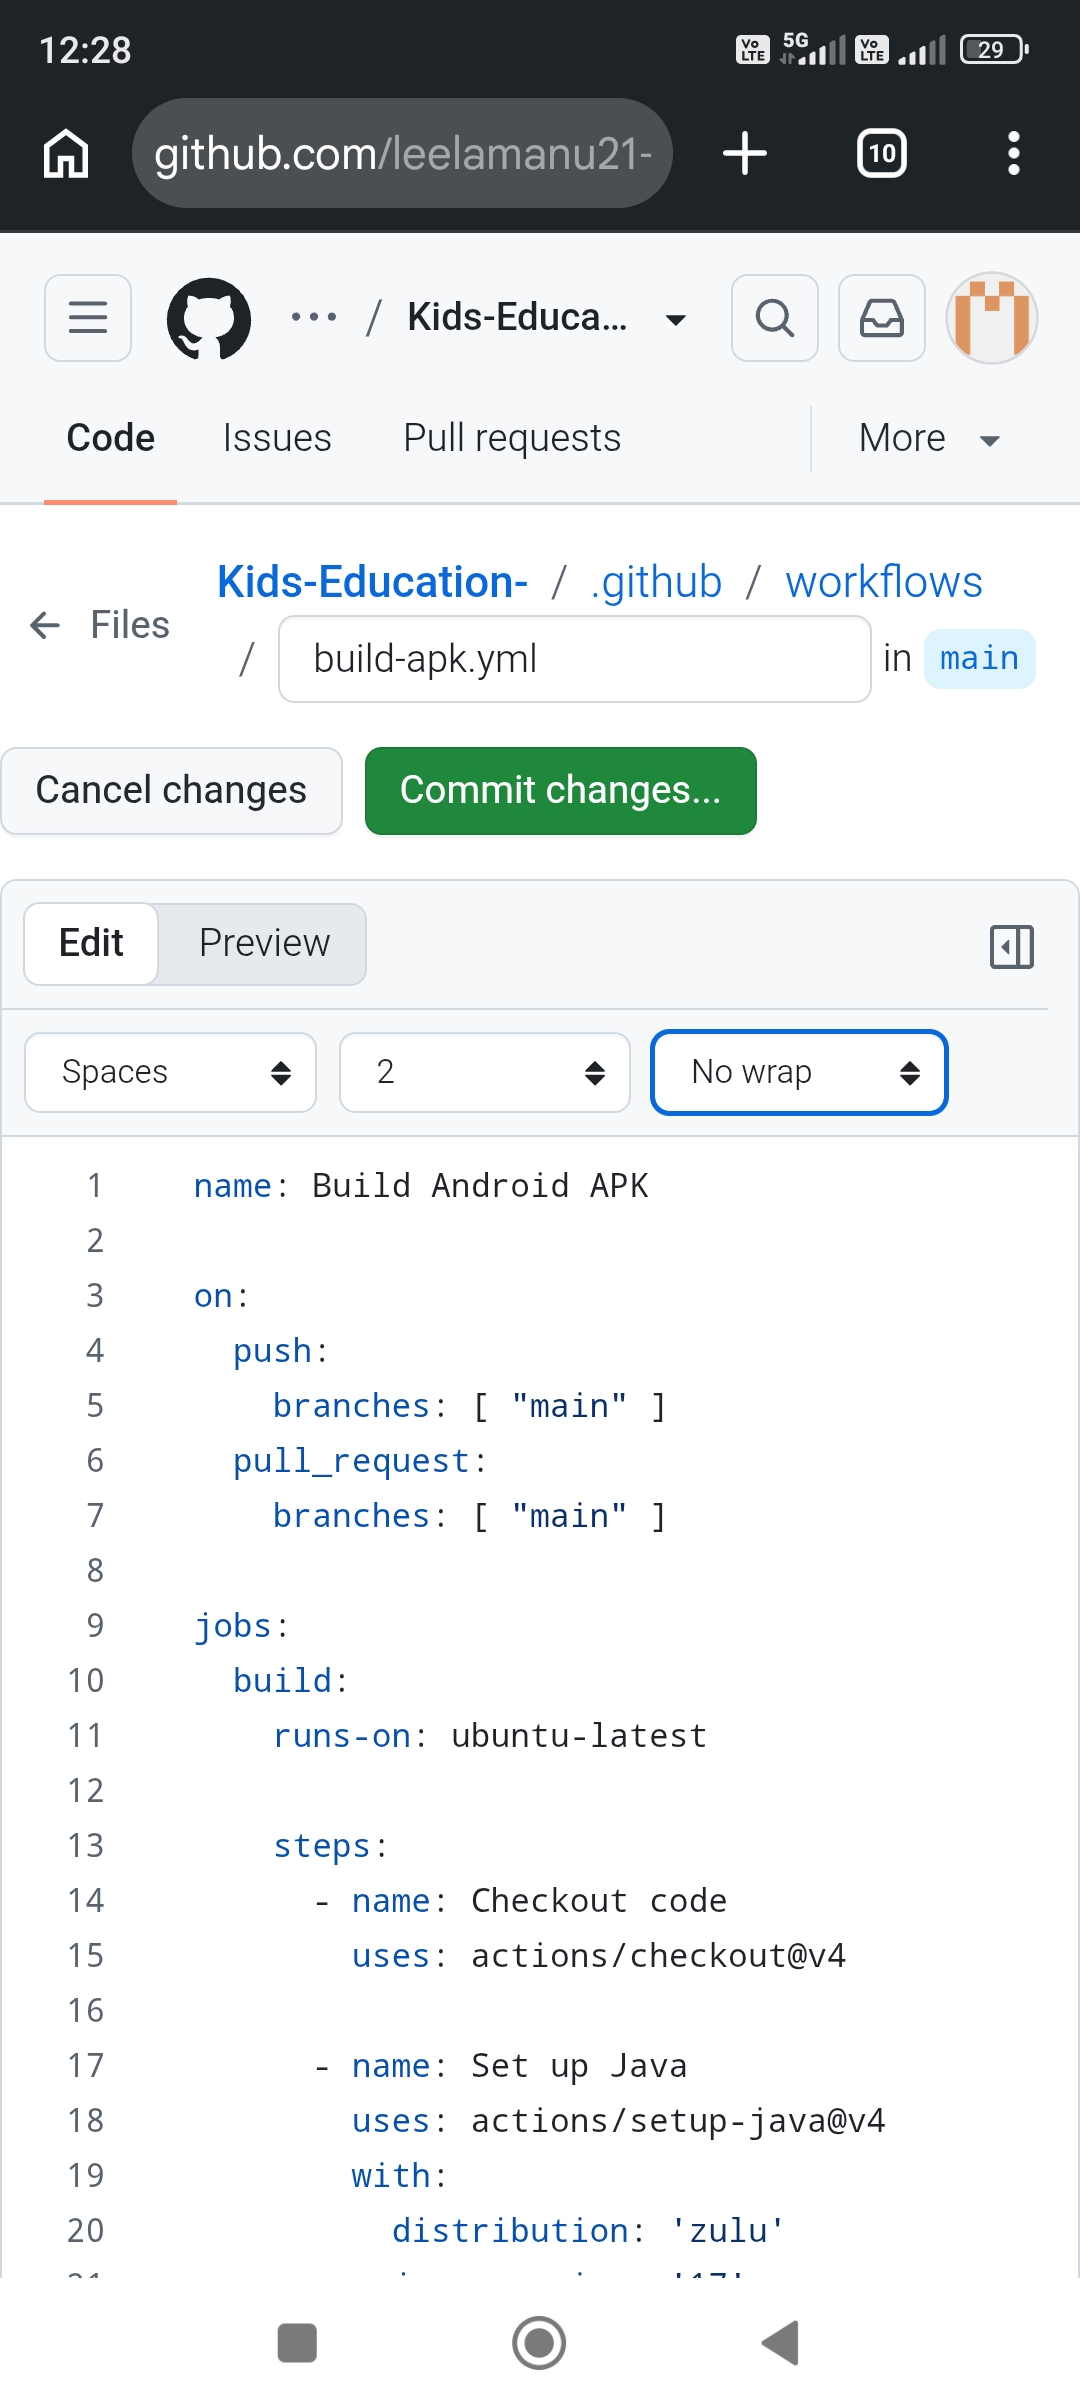 12:28
Vo LTE 5G Vo LTE 29
github.com/leelamanu21-
10
/ Kids-Educa...
Code Issues Pull requests More
Files
Kids-Education- / .github / workflows
/ build-apk.yml in main
Cancel changes Commit changes...
Edit Preview
Spaces 2 No wrap
1 name: Build Android APK
2
3 on:
4 push:
5 branches: [ "main" ]
6 pull_request:
7 branches: [ "main" ]
8
9 jobs:
10 build:
11 runs-on: ubuntu-latest
12
13 steps:
14 - name: Checkout code
15 uses: actions/checkout@v4
16
17 - name: Set up Java
18 uses: actions/setup-java@v4
19 with:
20 distribution: 'zulu'